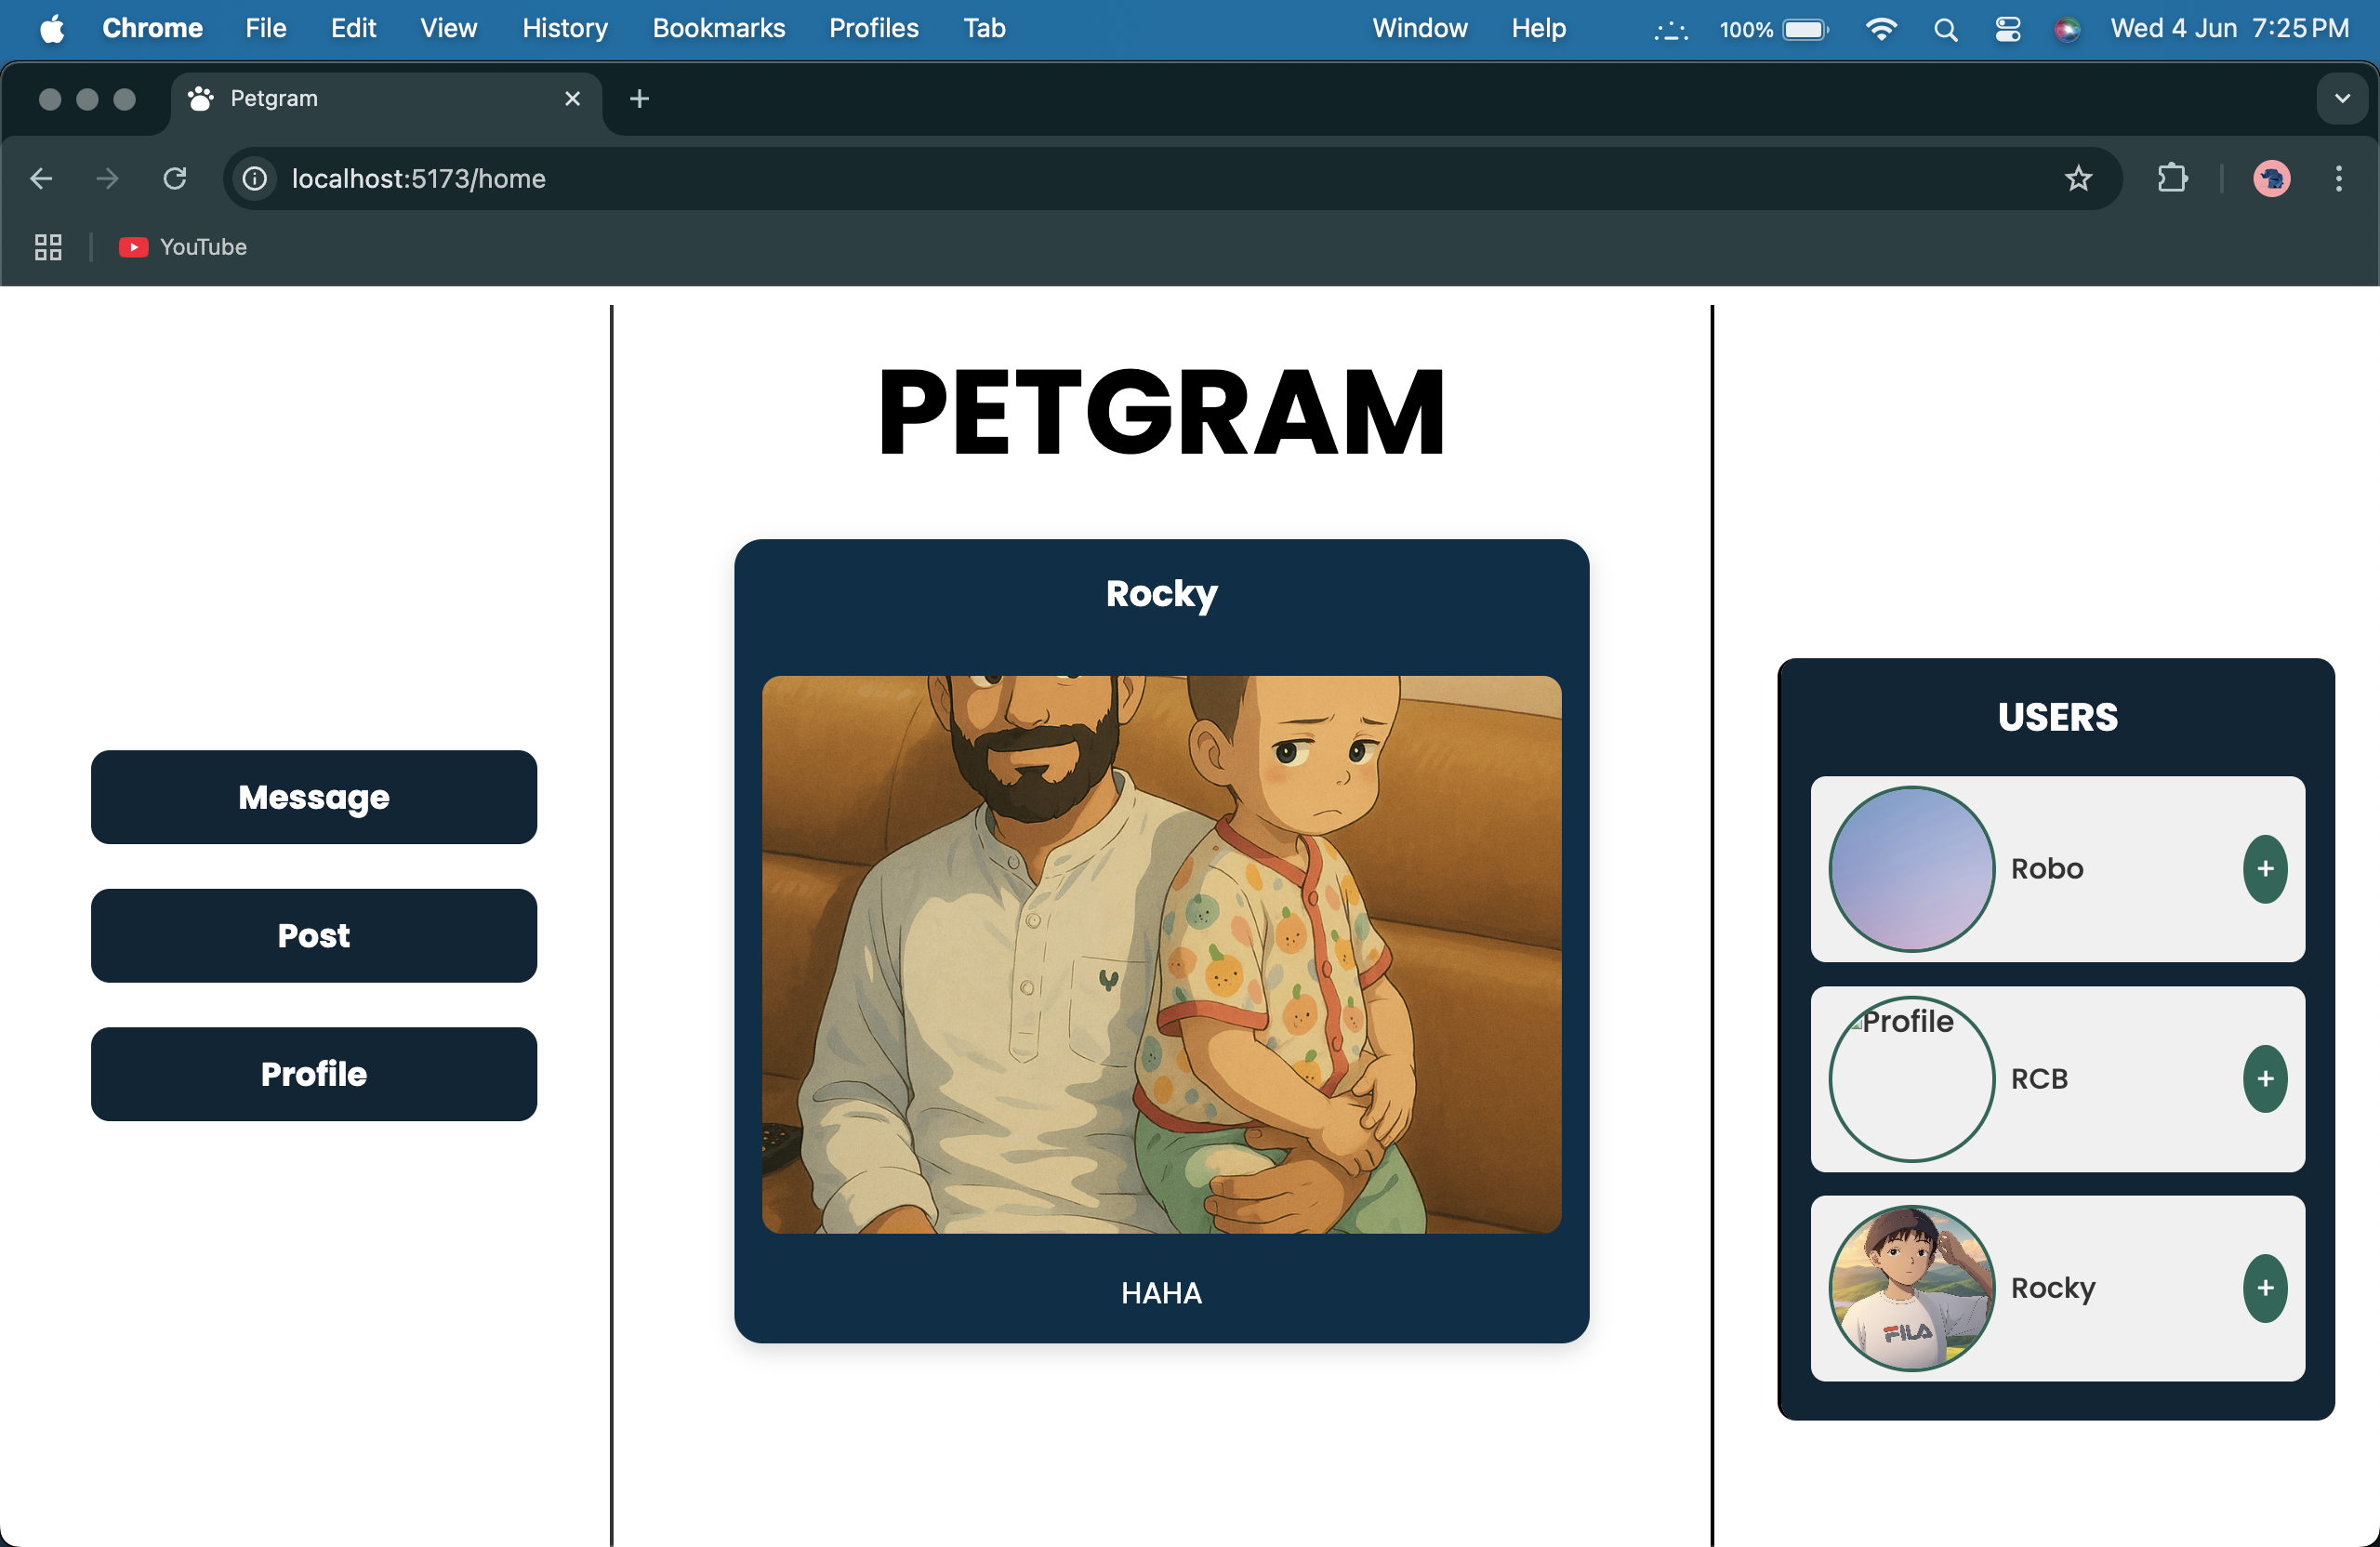 Chrome File Edit View History Bookmarks Profiles Tab Window Help 100% Wed 4 Jun 7:25 PM
Petgram
localhost:5173/home
YouTube
PETGRAM
Message
Post
Profile
Rocky
HAHA
USERS
Robo
+
Profile
RCB
+
FILA
Rocky
+